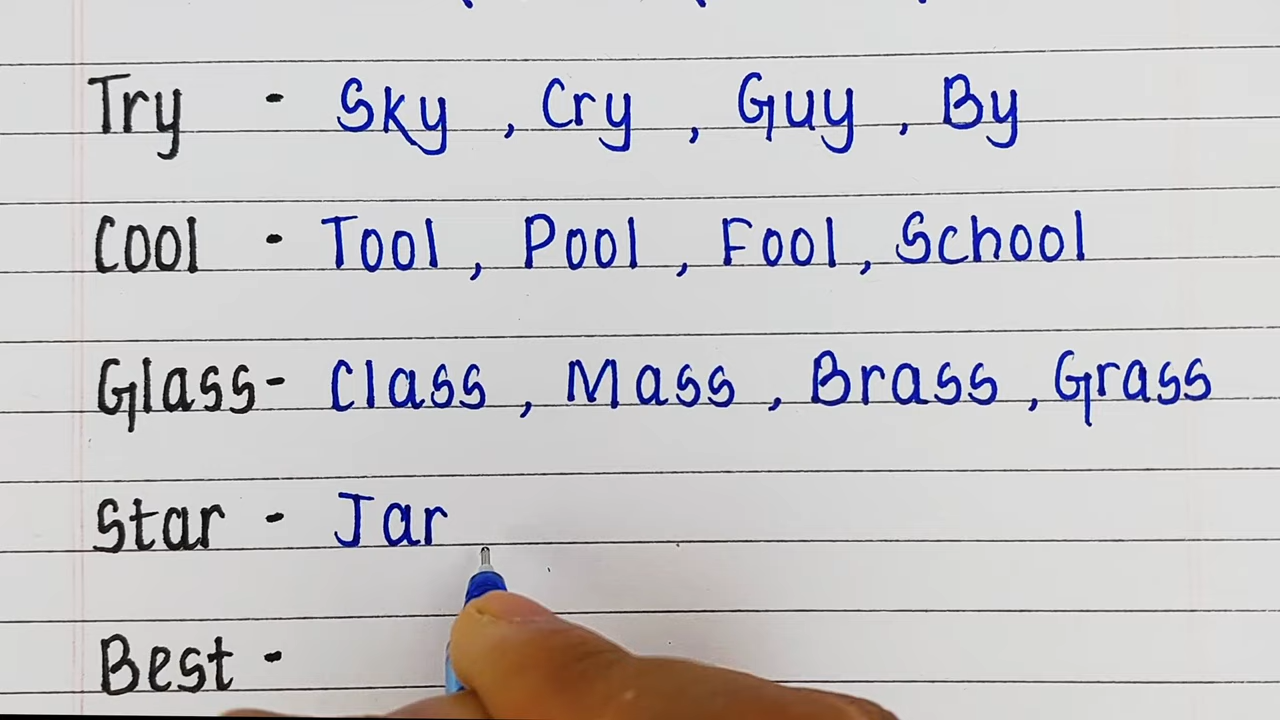 Try - Sky , Cry , Guy , By
Cool - Tool , Pool , Fool , School
Glass - Class , Mass , Brass , Grass
Star - Jar
Best -